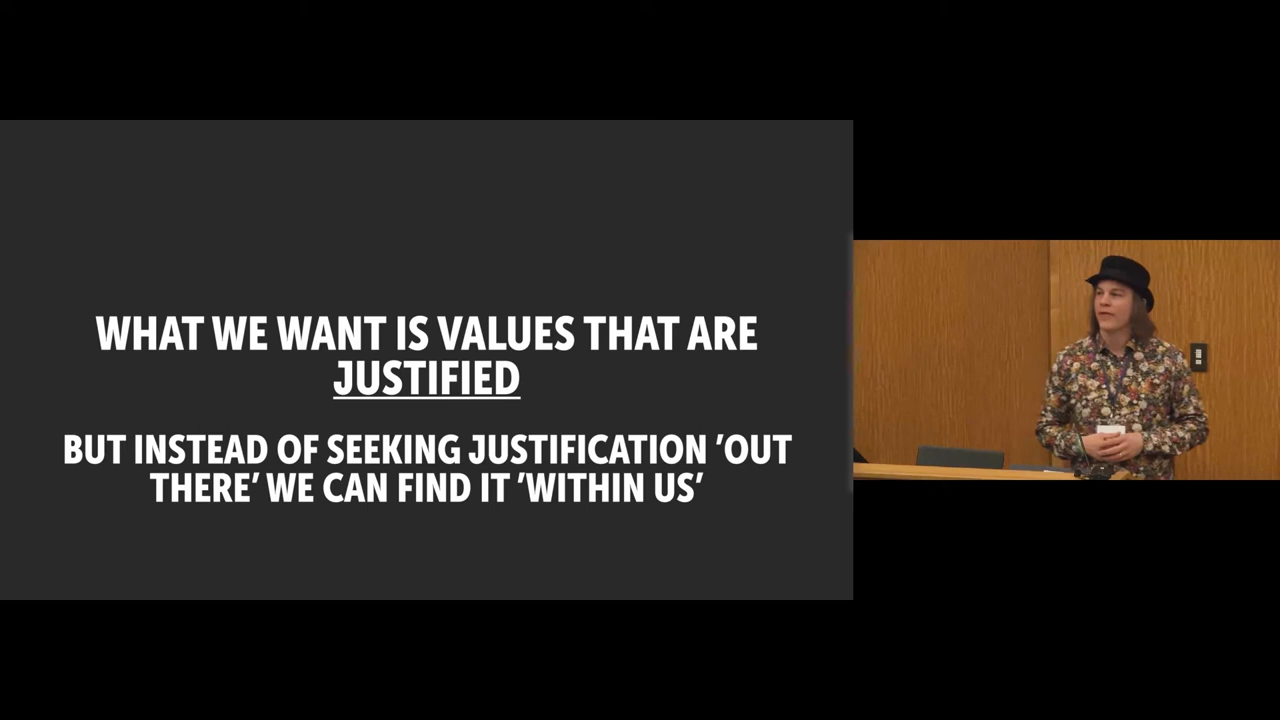 WHAT WE WANT IS VALUES THAT ARE
JUSTIFIED
BUT INSTEAD OF SEEKING JUSTIFICATION ’OUT
THERE’ WE CAN FIND IT ’WITHIN US’